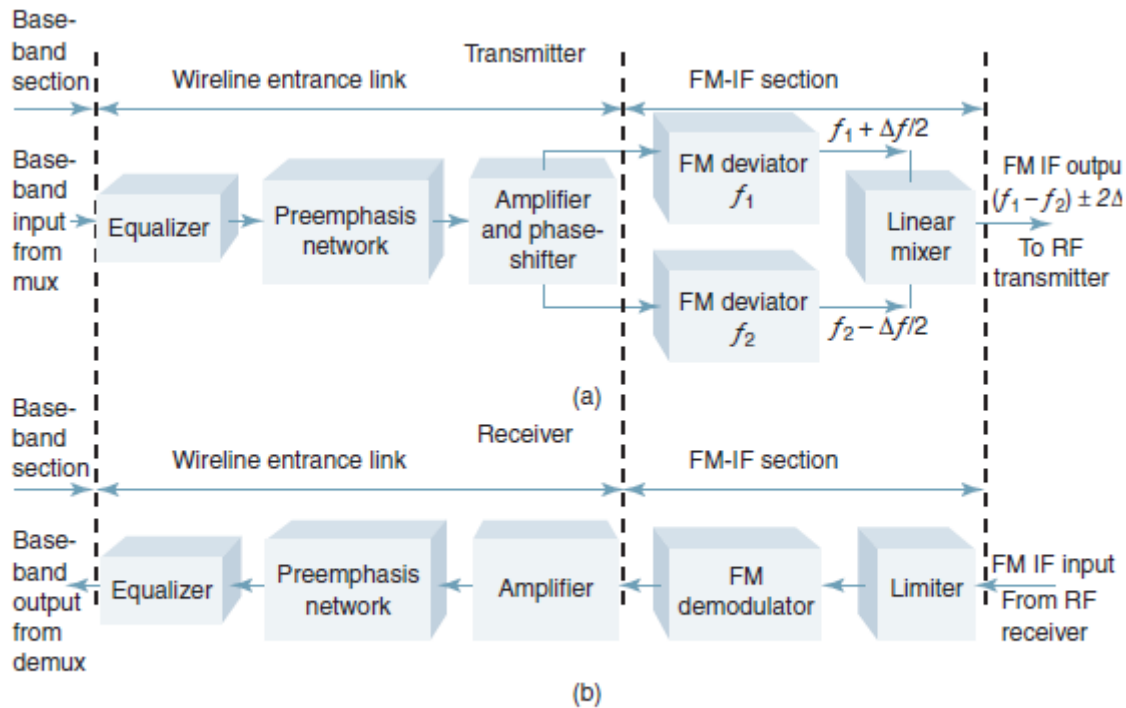 Base-
band
section
Transmitter
Wireline entrance link
FM-IF section
Base-
band
input
from
mux
Equalizer
Preemphasis
network
Amplifier
and phase-
shifter
FM deviator
f₁
f₁ + Δf/2
FM deviator
f₂
f₂ − Δf/2
Linear
mixer
FM IF outpu
(f₁ − f₂) ± 2Δ
To RF
transmitter
(a)
Base-
band
section
Receiver
Wireline entrance link
FM-IF section
Base-
band
output
from
demux
Equalizer
Preemphasis
network
Amplifier
FM
demodulator
Limiter
FM IF input
From RF
receiver
(b)